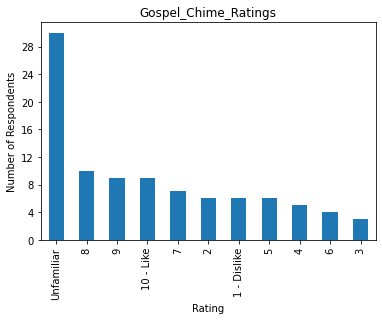 Gospel_Chime_Ratings
Number of Respondents
28
24
20
16
12
8
4
0
Unfamiliar
8
9
10 - Like
7
2
1 - Dislike
5
4
6
3
Rating